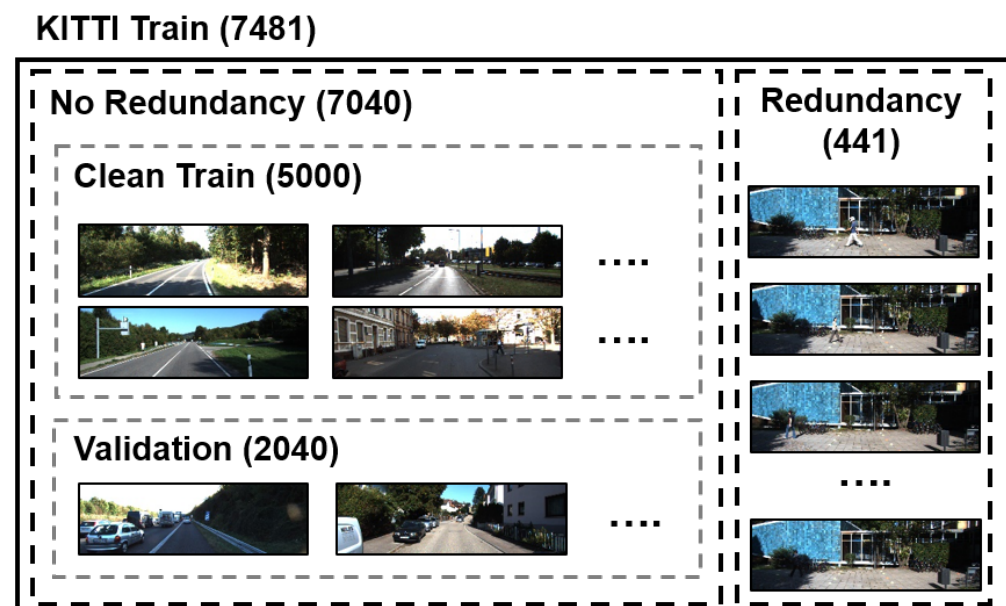 KITTI Train (7481)
No Redundancy (7040)
Clean Train (5000)
....
....
Validation (2040)
....
Redundancy
(441)
....